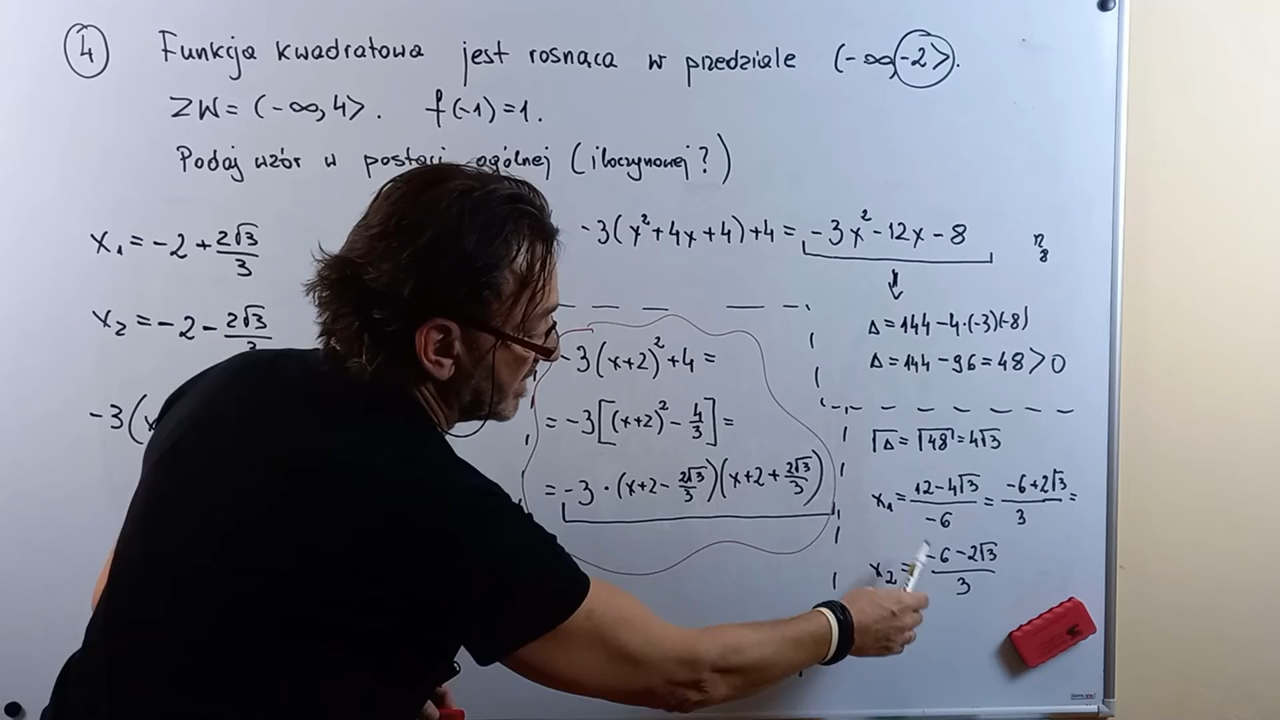 4 Funkcja kwadratowa jest rosnąca w przedziale (-∞,-2>.
ZW=(-∞,4>. f(-1)=1.
Podaj wzór w postaci ogólnej (iloczynowej?)
x₁=-2+2√3/3
x₂=-2-2√3/3
-3(x
-3(x²+4x+4)+4=-3x²-12x-8
-3(x+2)²+4=
=-3[(x+2)²-4/3]=
=-3·(x+2-2√3/3)(x+2+2√3/3)
Δ=144-4·(-3)(-8)
Δ=144-96=48>0
√Δ=√48=4√3
x₁=12-4√3/-6=-6+2√3/3=
x₂=-6-2√3/3